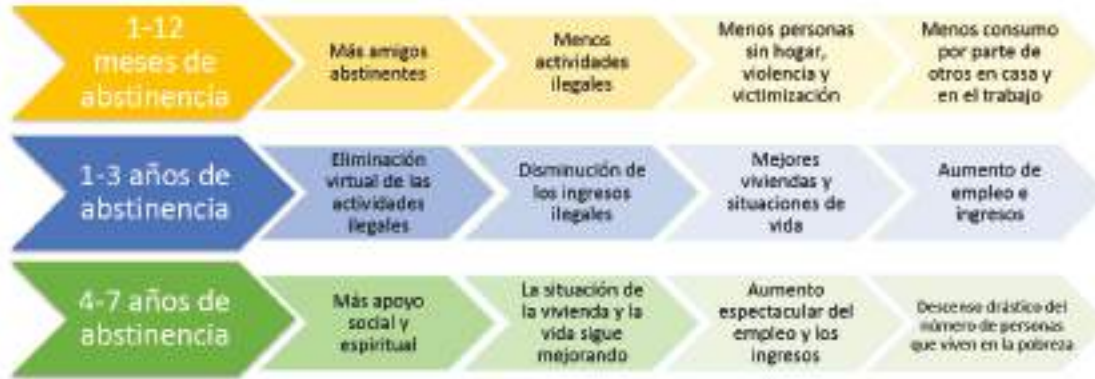 1-12
meses de
abstinencia
Más amigos
abstinentes
Menos
actividades
ilegales
Menos personas
sin hogar,
violencia y
victimización
Menos consumo
por parte de
otros en casa y
en el trabajo
1-3 años de
abstinencia
Eliminación
virtual de las
actividades
ilegales
Disminución de
los ingresos
ilegales
Mejores
viviendas y
situaciones de
vida
Aumento de
empleo e
ingresos
4-7 años de
abstinencia
Más apoyo
social y
espiritual
La situación de
la vivienda y la
vida sigue
mejorando
Aumento
espectacular del
empleo y los
ingresos
Descenso drástico del
número de personas
que viven en la pobreza